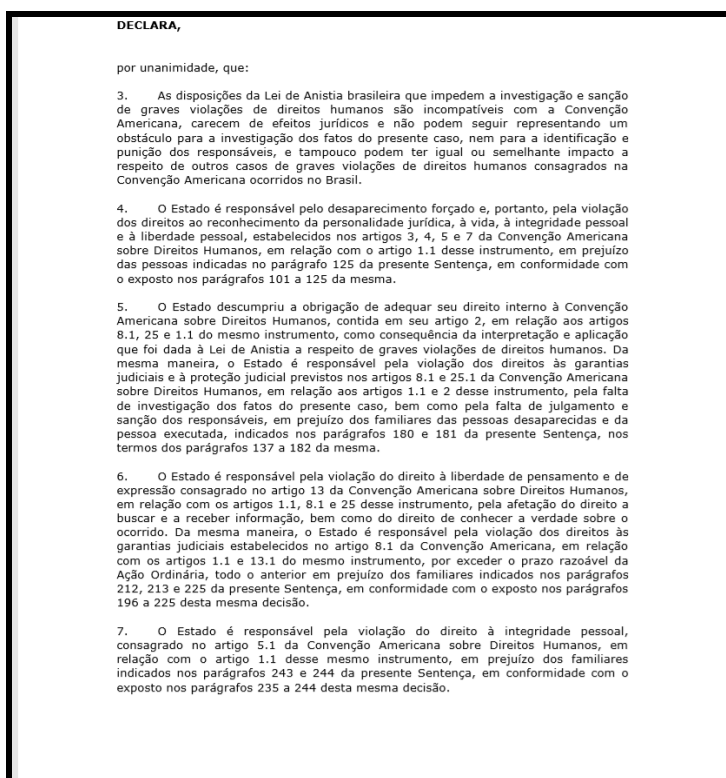 DECLARA,
por unanimidade, que:
3. As disposições da Lei de Anistia brasileira que impedem a investigação e sanção
de graves violações de direitos humanos são incompatíveis com a Convenção
Americana, carecem de efeitos jurídicos e não podem seguir representando um
obstáculo para a investigação dos fatos do presente caso, nem para a identificação e
punição dos responsáveis, e tampouco podem ter igual ou semelhante impacto a
respeito de outros casos de graves violações de direitos humanos consagrados na
Convenção Americana ocorridos no Brasil.
4. O Estado é responsável pelo desaparecimento forçado e, portanto, pela violação
dos direitos ao reconhecimento da personalidade jurídica, à vida, à integridade pessoal
e à liberdade pessoal, estabelecidos nos artigos 3, 4, 5 e 7 da Convenção Americana
sobre Direitos Humanos, em relação com o artigo 1.1 desse instrumento, em prejuízo
das pessoas indicadas no parágrafo 125 da presente Sentença, em conformidade com
o exposto nos parágrafos 101 a 125 da mesma.
5. O Estado descumpriu a obrigação de adequar seu direito interno à Convenção
Americana sobre Direitos Humanos, contida em seu artigo 2, em relação aos artigos
8.1, 25 e 1.1 do mesmo instrumento, como consequência da interpretação e aplicação
que foi dada à Lei de Anistia a respeito de graves violações de direitos humanos. Da
mesma maneira, o Estado é responsável pela violação dos direitos às garantias
judiciais e à proteção judicial previstos nos artigos 8.1 e 25.1 da Convenção Americana
sobre Direitos Humanos, em relação aos artigos 1.1 e 2 desse instrumento, pela falta
de investigação dos fatos do presente caso, bem como pela falta de julgamento e
sanção dos responsáveis, em prejuízo dos familiares das pessoas desaparecidas e da
pessoa executada, indicados nos parágrafos 180 e 181 da presente Sentença, nos
termos dos parágrafos 137 a 182 da mesma.
6. O Estado é responsável pela violação do direito à liberdade de pensamento e de
expressão consagrado no artigo 13 da Convenção Americana sobre Direitos Humanos,
em relação com os artigos 1.1, 8.1 e 25 desse instrumento, pela afetação do direito a
buscar e a receber informação, bem como do direito de conhecer a verdade sobre o
ocorrido. Da mesma maneira, o Estado é responsável pela violação dos direitos às
garantias judiciais estabelecidos no artigo 8.1 da Convenção Americana, em relação
com os artigos 1.1 e 13.1 do mesmo instrumento, por exceder o prazo razoável da
Ação Ordinária, todo o anterior em prejuízo dos familiares indicados nos parágrafos
212, 213 e 225 da presente Sentença, em conformidade com o exposto nos parágrafos
196 a 225 desta mesma decisão.
7. O Estado é responsável pela violação do direito à integridade pessoal,
consagrado no artigo 5.1 da Convenção Americana sobre Direitos Humanos, em
relação com o artigo 1.1 desse mesmo instrumento, em prejuízo dos familiares
indicados nos parágrafos 243 e 244 da presente Sentença, em conformidade com o
exposto nos parágrafos 235 a 244 desta mesma decisão.